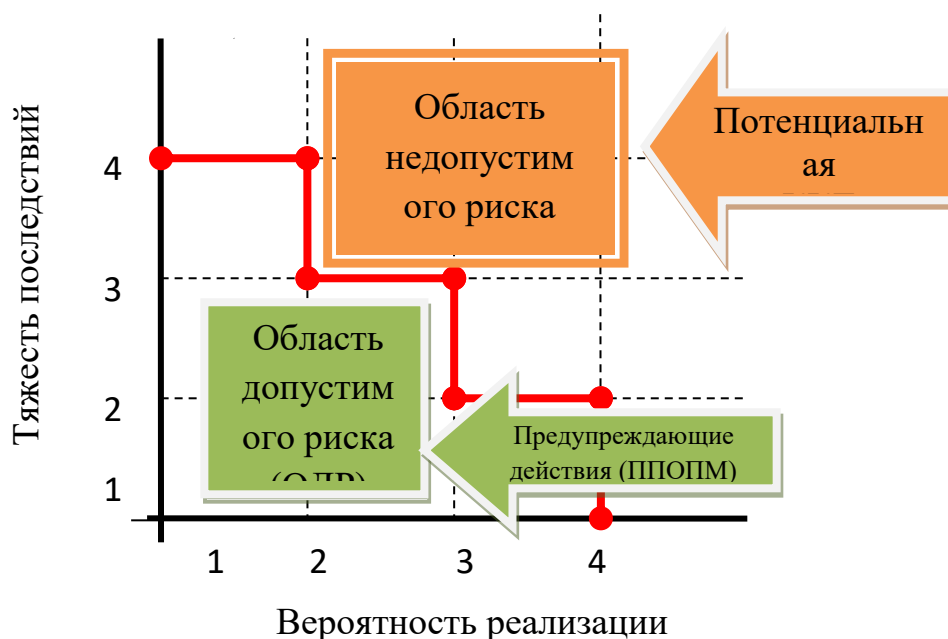 Тяжесть последствий
4
3
2
1
Область
недопустим
ого риска
Потенциальн
ая
Область
допустим
ого риска
Предупреждающие
действия (ППОПМ)
1
2
3
4
Вероятность реализации